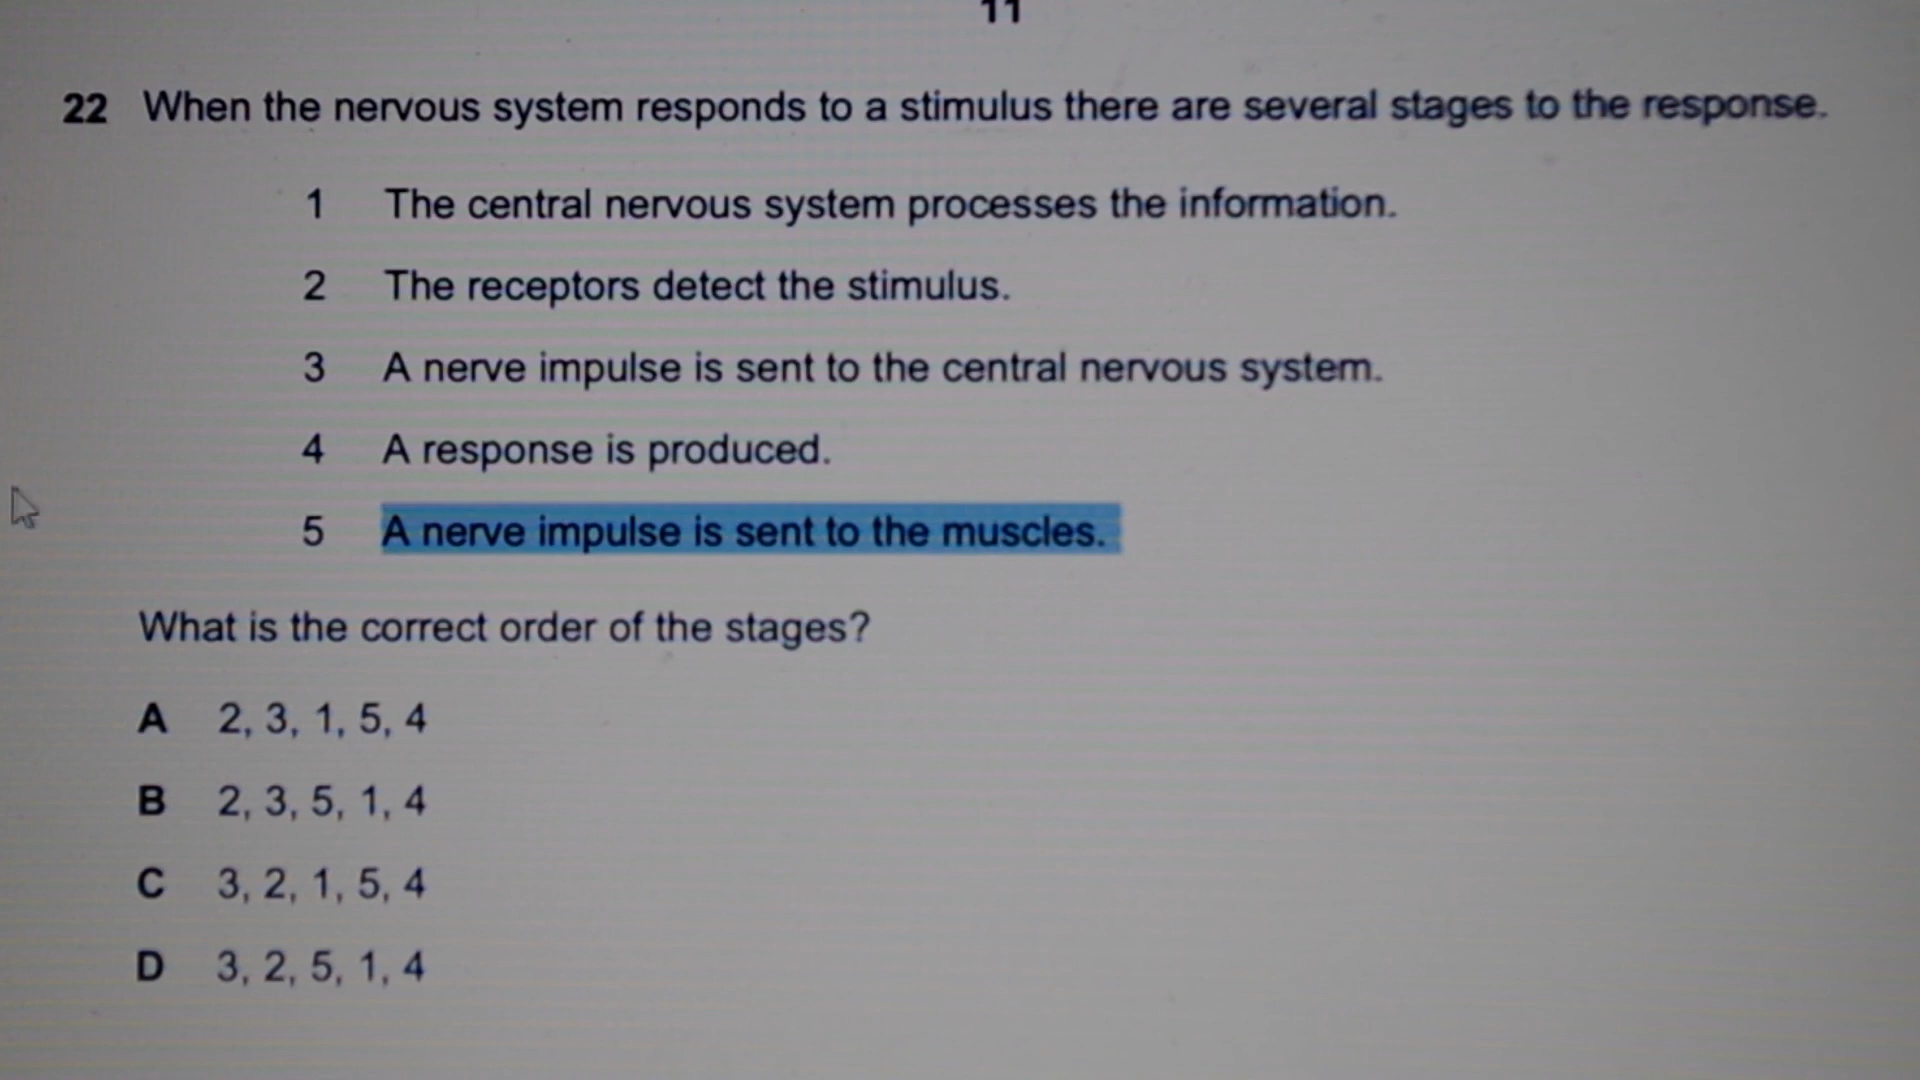 11
22 When the nervous system responds to a stimulus there are several stages to the response.
1 The central nervous system processes the information.
2 The receptors detect the stimulus.
3 A nerve impulse is sent to the central nervous system.
4 A response is produced.
5 A nerve impulse is sent to the muscles.
What is the correct order of the stages?
A 2, 3, 1, 5, 4
B 2, 3, 5, 1, 4
C 3, 2, 1, 5, 4
D 3, 2, 5, 1, 4